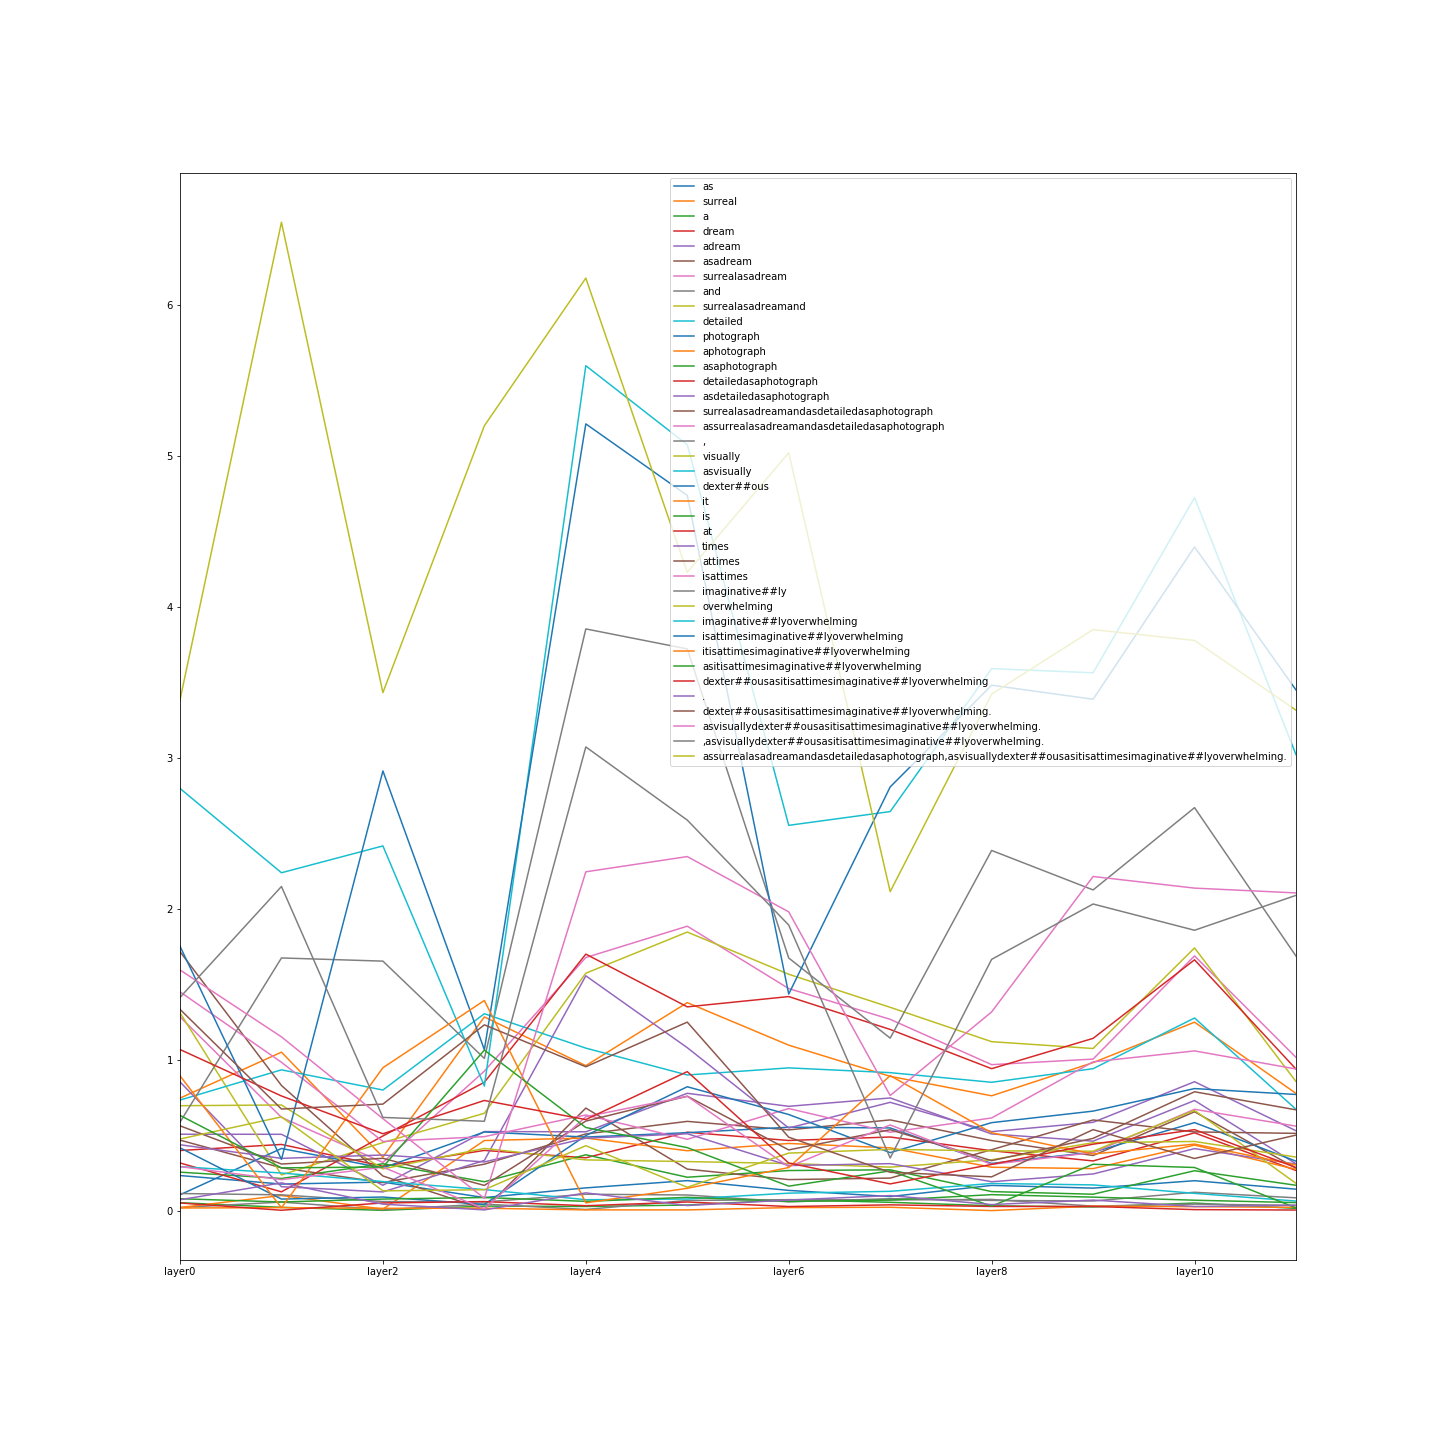 as
surreal
a
dream
adream
asadream
surrealasadream
and
surrealasadreamand
detailed
photograph
aphotograph
asaphotograph
detailedasaphotograph
asdetailedasaphotograph
surrealasadreamandasdetailedasaphotograph
assurrealasadreamandasdetailedasaphotograph
,
visually
asvisually
dexter##ous
it
is
at
times
attimes
isattimes
imaginative##ly
overwhelming
imaginative##lyoverwhelming
isattimesimaginative##lyoverwhelming
itisattimesimaginative##lyoverwhelming
asitisattimesimaginative##lyoverwhelming
dexter##ousasitisattimesimaginative##lyoverwhelming
.
dexter##ousasitisattimesimaginative##lyoverwhelming.
asvisuallydexter##ousasitisattimesimaginative##lyoverwhelming.
,asvisuallydexter##ousasitisattimesimaginative##lyoverwhelming.
assurrealasadreamandasdetailedasaphotograph,asvisuallydexter##ousasitisattimesimaginative##lyoverwhelming.
6
5
4
3
2
1
0
layer0 layer2 layer4 layer6 layer8 layer10